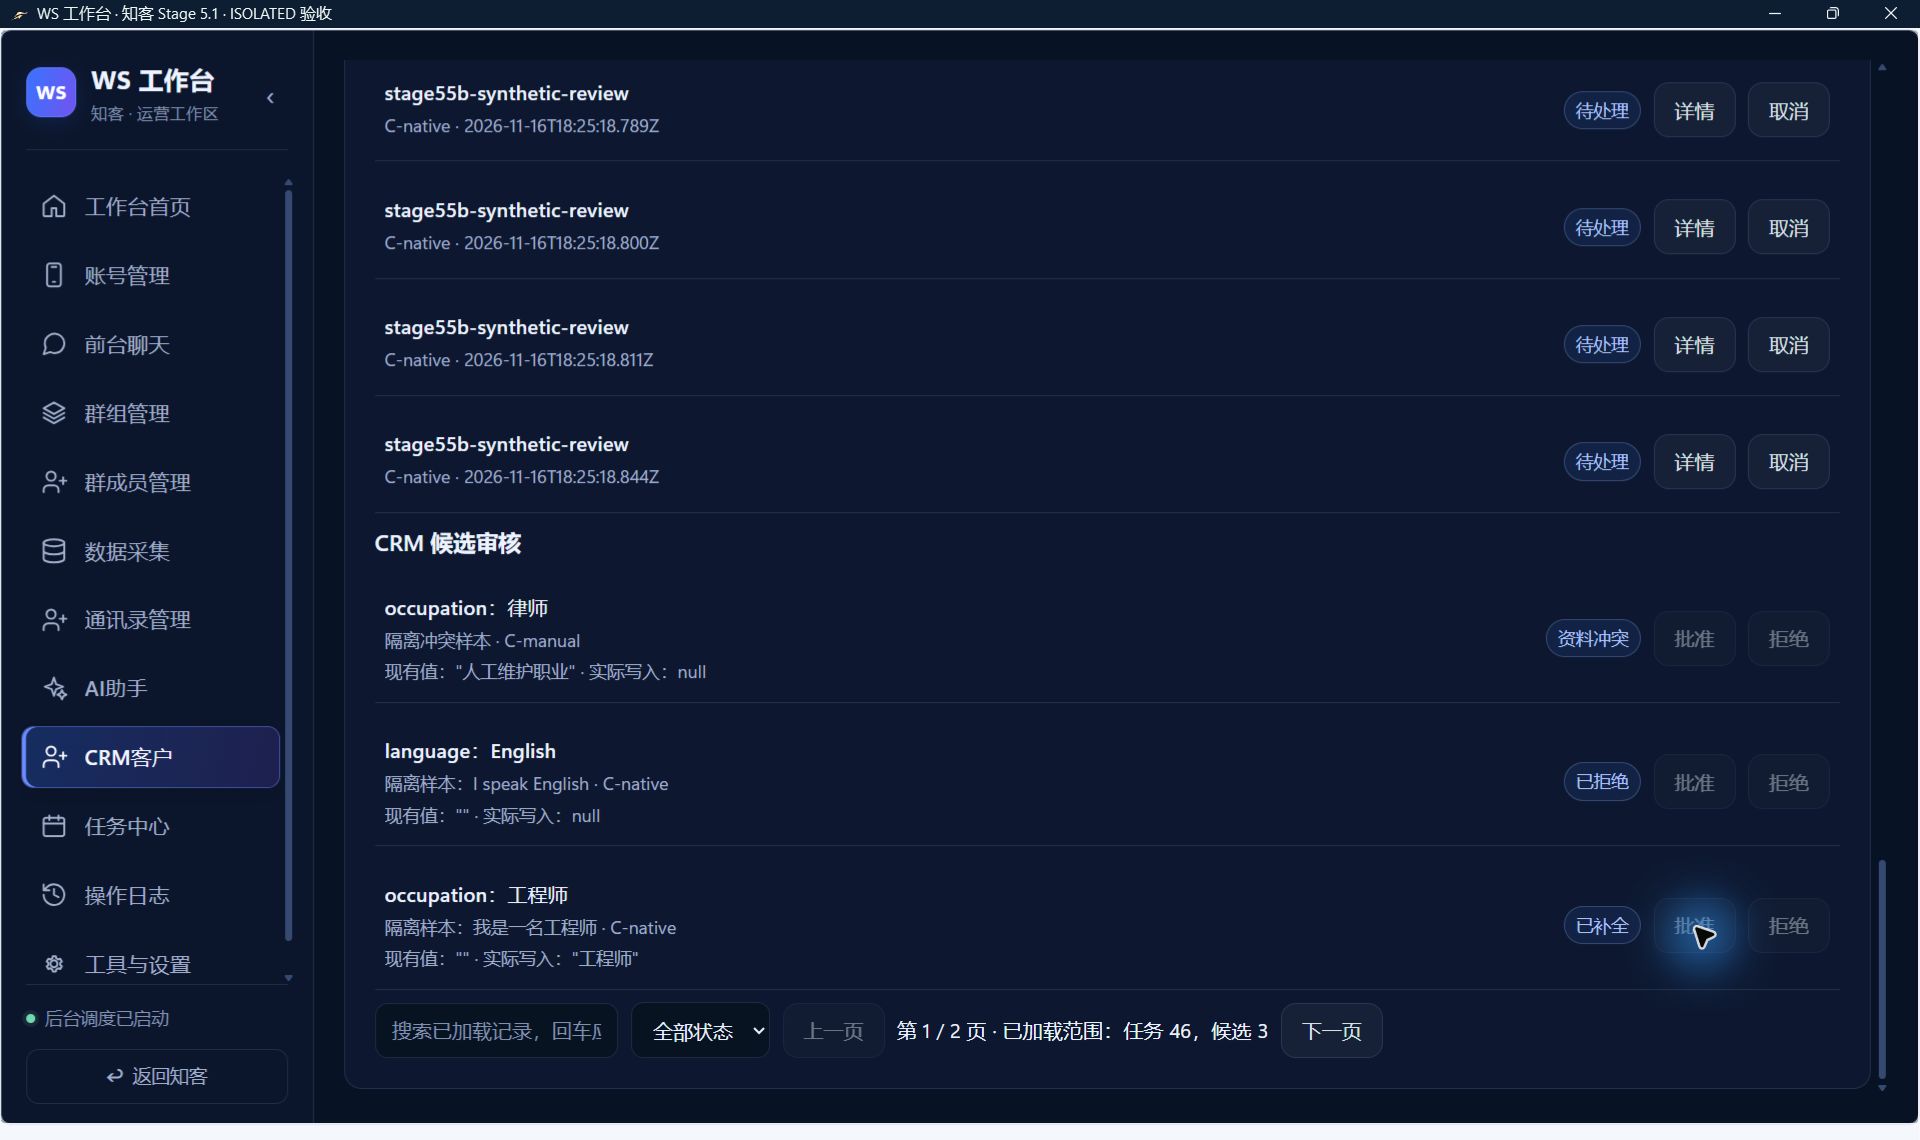 WS 工作台 · 知客 Stage 5.1 · ISOLATED 验收
WS
WS 工作台
知客 · 运营工作区
工作台首页
账号管理
前台聊天
群组管理
群成员管理
数据采集
通讯录管理
AI助手
CRM客户
任务中心
操作日志
工具与设置
后台调度已启动
返回知客
stage55b-synthetic-review
C-native · 2026-11-16T18:25:18.789Z
待处理 详情 取消
stage55b-synthetic-review
C-native · 2026-11-16T18:25:18.800Z
待处理 详情 取消
stage55b-synthetic-review
C-native · 2026-11-16T18:25:18.811Z
待处理 详情 取消
stage55b-synthetic-review
C-native · 2026-11-16T18:25:18.844Z
待处理 详情 取消
CRM 候选审核
occupation：律师
隔离冲突样本 · C-manual
现有值："人工维护职业" · 实际写入：null
资料冲突 批准 拒绝
language：English
隔离样本：I speak English · C-native
现有值："" · 实际写入：null
已拒绝 批准 拒绝
occupation：工程师
隔离样本：我是一名工程师 · C-native
现有值："" · 实际写入："工程师"
已补全 批准 拒绝
搜索已加载记录，回车 全部状态 上一页 第 1 / 2 页 · 已加载范围：任务 46，候选 3 下一页